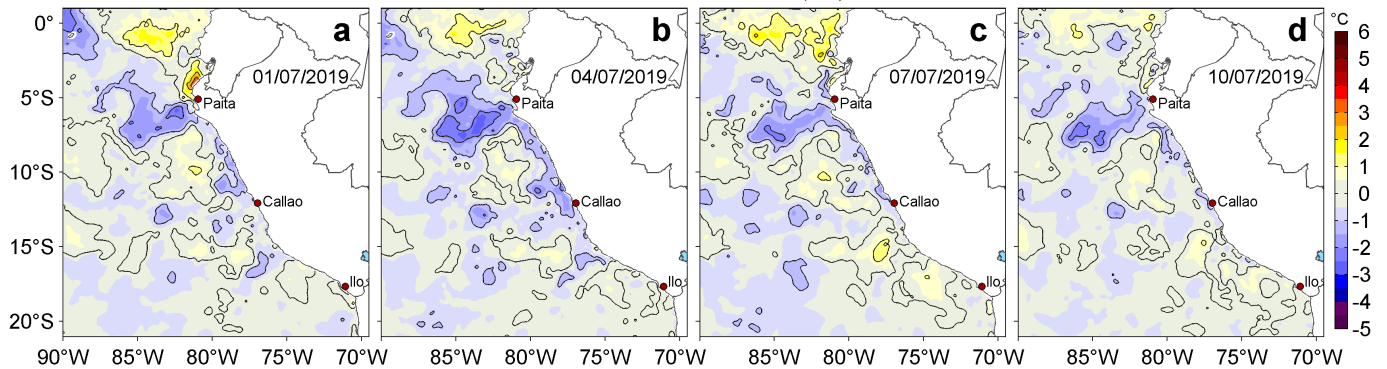 a b c d °C
0° 6
01/07/2019 04/07/2019 07/07/2019 10/07/2019 5
4
5°S Paita Paita Paita Paita 3
2
10°S 1
0
Callao Callao Callao Callao -1
15°S -2
-3
Ilo Ilo Ilo Ilo -4
20°S -5
90°W 85°W 80°W 75°W 70°W 85°W 80°W 75°W 70°W 85°W 80°W 75°W 70°W 85°W 80°W 75°W 70°W